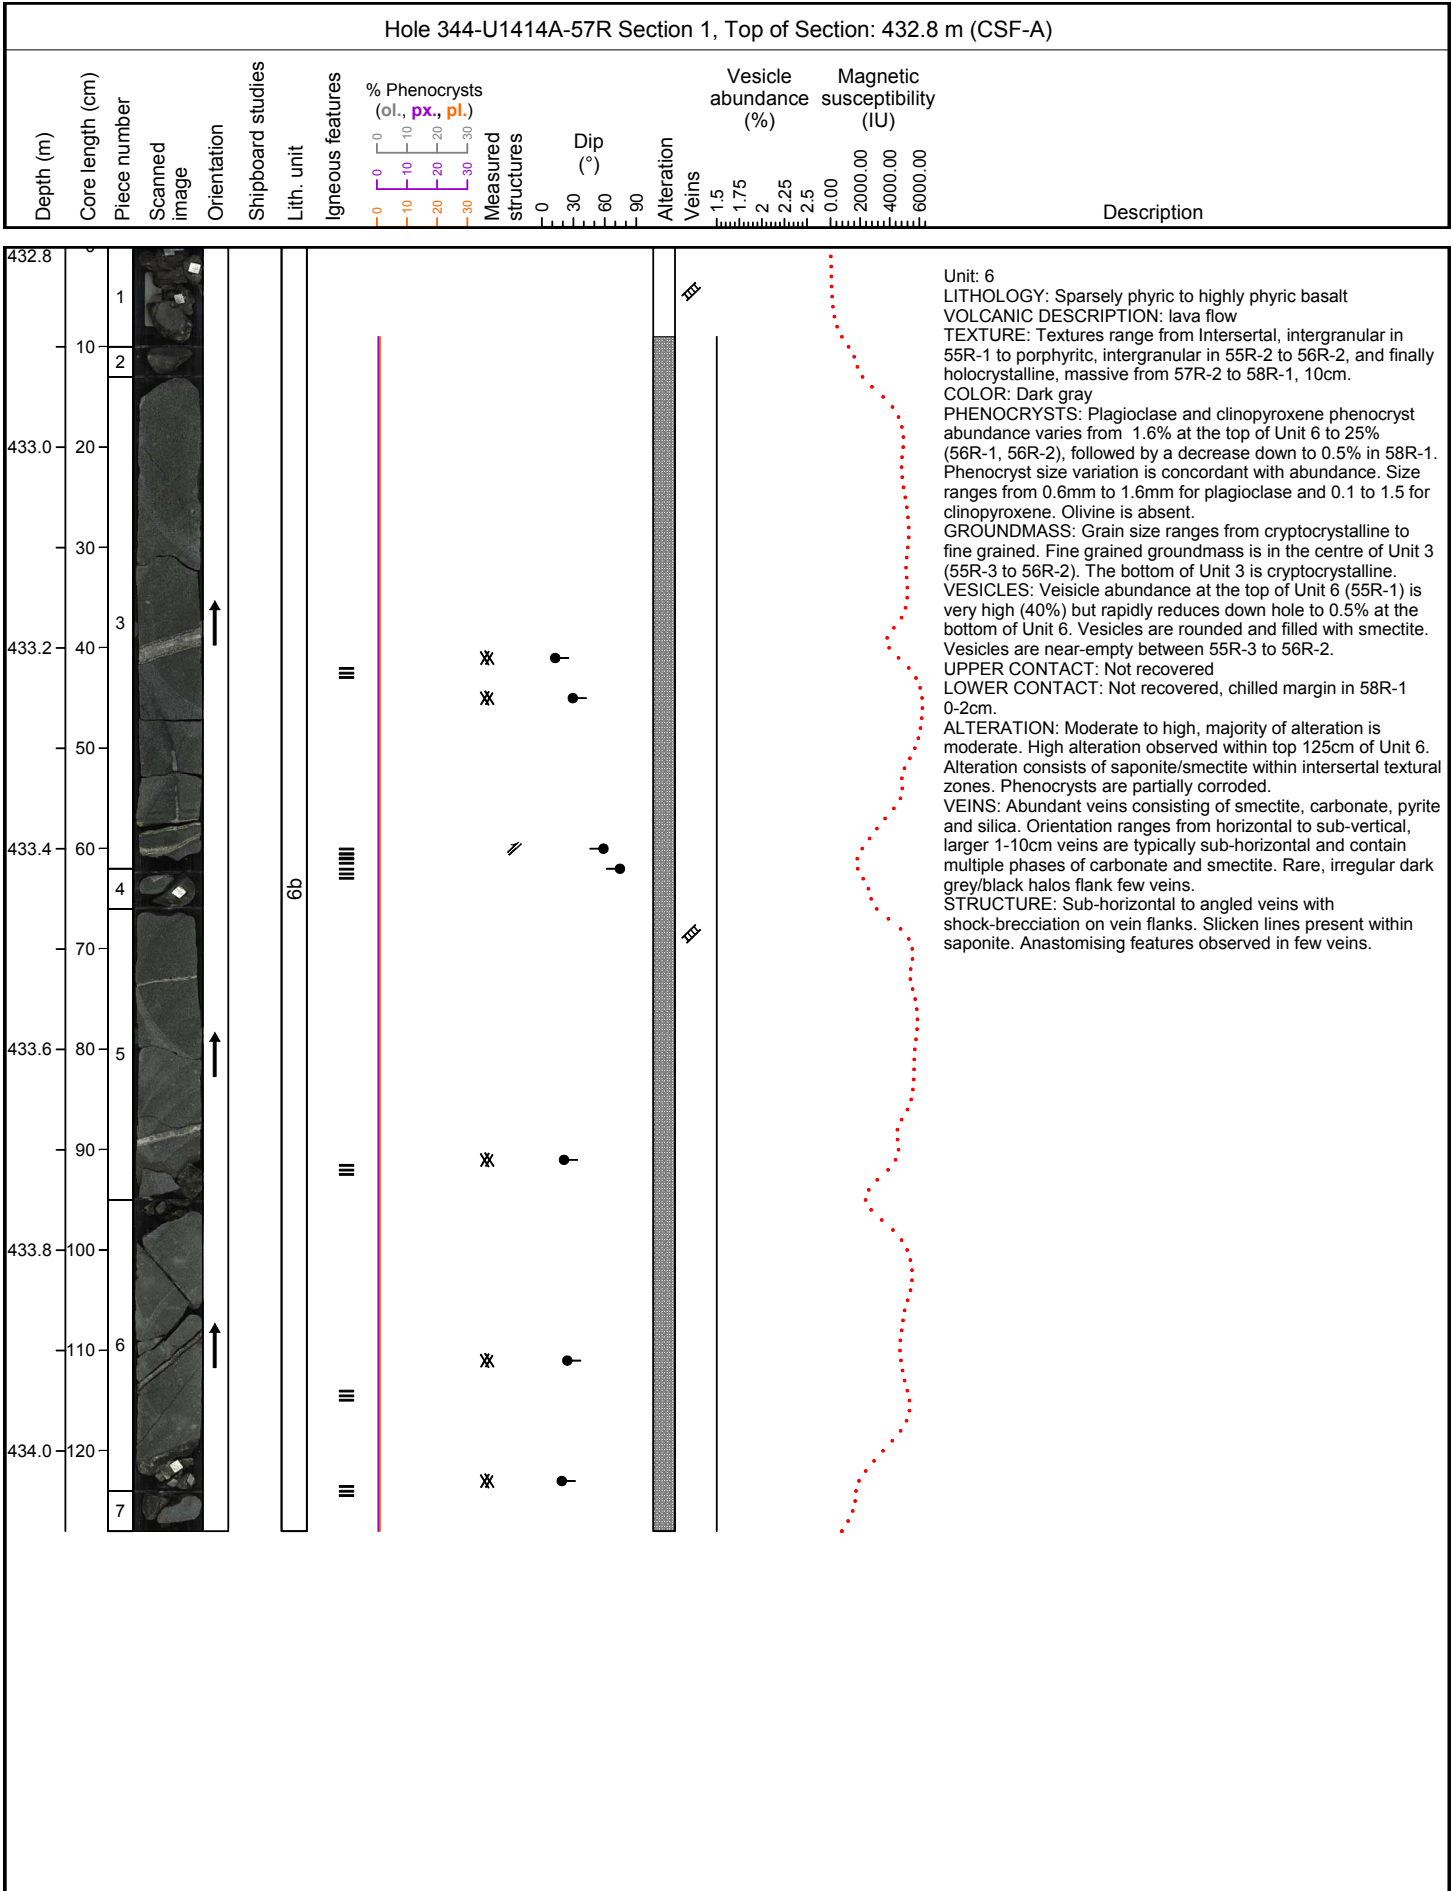 Hole 344-U1414A-57R Section 1, Top of Section: 432.8 m (CSF-A)
Depth (m)
Core length (cm)
Piece number
Scanned image
Orientation
Shipboard studies
Lith. unit
Igneous features
% Phenocrysts
(ol., px., pl.)
0 10 20 30
0 10 20 30
0 10 20 30
Measured structures
Dip
(°)
0 30 60 90
Alteration
Veins
Vesicle
abundance
(%)
1.5 1.75 2 2.25 2.5
Magnetic
susceptibility
(IU)
0.00 2000.00 4000.00 6000.00
Description
432.8
433.0
433.2
433.4
433.6
433.8
434.0
10
20
30
40
50
60
70
80
90
100
110
120
1
2
3
4
5
6
7
6b
Unit: 6
LITHOLOGY: Sparsely phyric to highly phyric basalt
VOLCANIC DESCRIPTION: lava flow
TEXTURE: Textures range from Intersertal, intergranular in
55R-1 to porphyritc, intergranular in 55R-2 to 56R-2, and finally
holocrystalline, massive from 57R-2 to 58R-1, 10cm.
COLOR: Dark gray
PHENOCRYSTS: Plagioclase and clinopyroxene phenocryst
abundance varies from 1.6% at the top of Unit 6 to 25%
(56R-1, 56R-2), followed by a decrease down to 0.5% in 58R-1.
Phenocryst size variation is concordant with abundance. Size
ranges from 0.6mm to 1.6mm for plagioclase and 0.1 to 1.5 for
clinopyroxene. Olivine is absent.
GROUNDMASS: Grain size ranges from cryptocrystalline to
fine grained. Fine grained groundmass is in the centre of Unit 3
(55R-3 to 56R-2). The bottom of Unit 3 is cryptocrystalline.
VESICLES: Veisicle abundance at the top of Unit 6 (55R-1) is
very high (40%) but rapidly reduces down hole to 0.5% at the
bottom of Unit 6. Vesicles are rounded and filled with smectite.
Vesicles are near-empty between 55R-3 to 56R-2.
UPPER CONTACT: Not recovered
LOWER CONTACT: Not recovered, chilled margin in 58R-1
0-2cm.
ALTERATION: Moderate to high, majority of alteration is
moderate. High alteration observed within top 125cm of Unit 6.
Alteration consists of saponite/smectite within intersertal textural
zones. Phenocrysts are partially corroded.
VEINS: Abundant veins consisting of smectite, carbonate, pyrite
and silica. Orientation ranges from horizontal to sub-vertical,
larger 1-10cm veins are typically sub-horizontal and contain
multiple phases of carbonate and smectite. Rare, irregular dark
grey/black halos flank few veins.
STRUCTURE: Sub-horizontal to angled veins with
shock-brecciation on vein flanks. Slicken lines present within
saponite. Anastomising features observed in few veins.